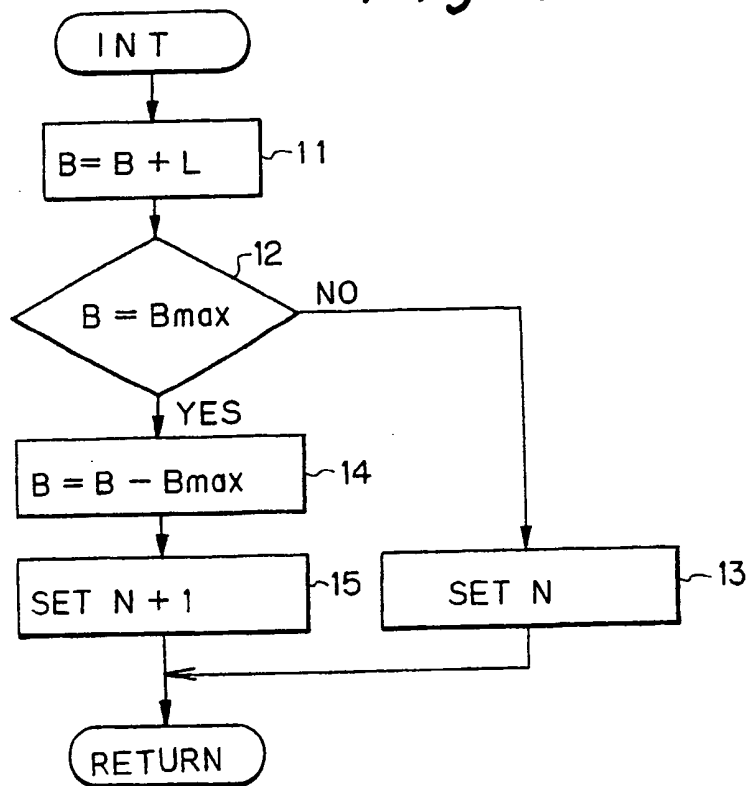 INT
B = B + L
11
12
B = Bmax
NO
YES
B = B - Bmax
14
SET N + 1
15
SET N
13
RETURN